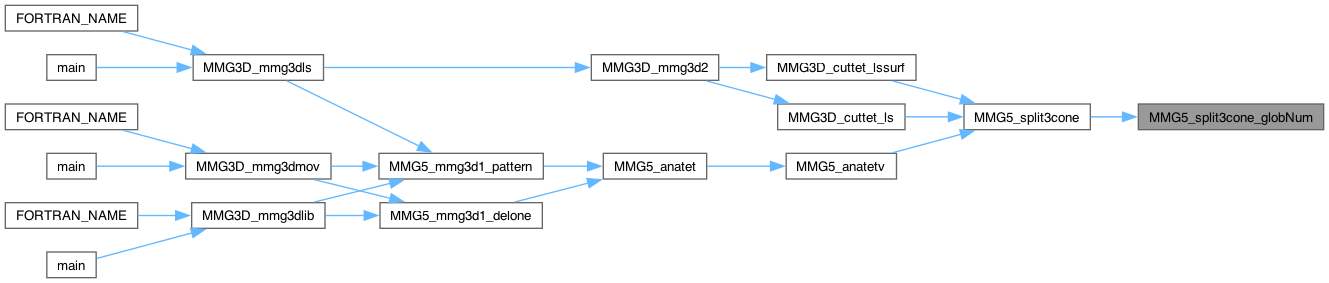 FORTRAN_NAME
main
MMG3D_mmg3dls
MMG3D_mmg3d2
MMG3D_cuttet_lssurf
FORTRAN_NAME
MMG3D_cuttet_ls
MMG5_split3cone
MMG5_split3cone_globNum
main
MMG3D_mmg3dmov
MMG5_mmg3d1_pattern
MMG5_anatet
MMG5_anatetv
FORTRAN_NAME
MMG3D_mmg3dlib
MMG5_mmg3d1_delone
main